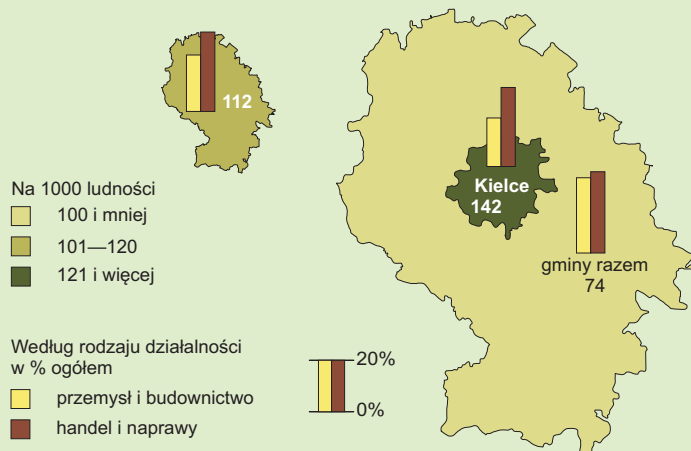 112
Kielce
142
gminy razem
74
Na 1000 ludności
100 i mniej
101—120
121 i więcej
Według rodzaju działalności
w % ogółem
przemysł i budownictwo
handel i naprawy
20%
0%